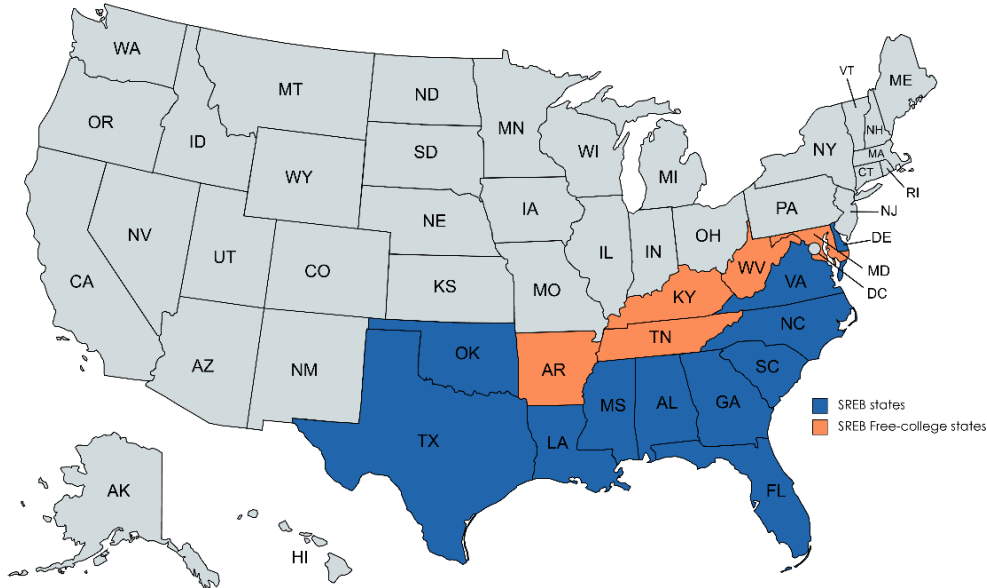 WA
MT
ND
MN
VT
ME
OR
ID
SD
WI
MI
NY
NH
MA
CT
RI
WY
NE
IA
PA
NJ
NV
UT
CO
KS
MO
IL
IN
OH
DE
MD
DC
CA
WV
VA
KY
AZ
NM
OK
AR
TN
NC
SC
MS
AL
GA
TX
LA
FL
SREB states
SREB Free-college states
AK
HI